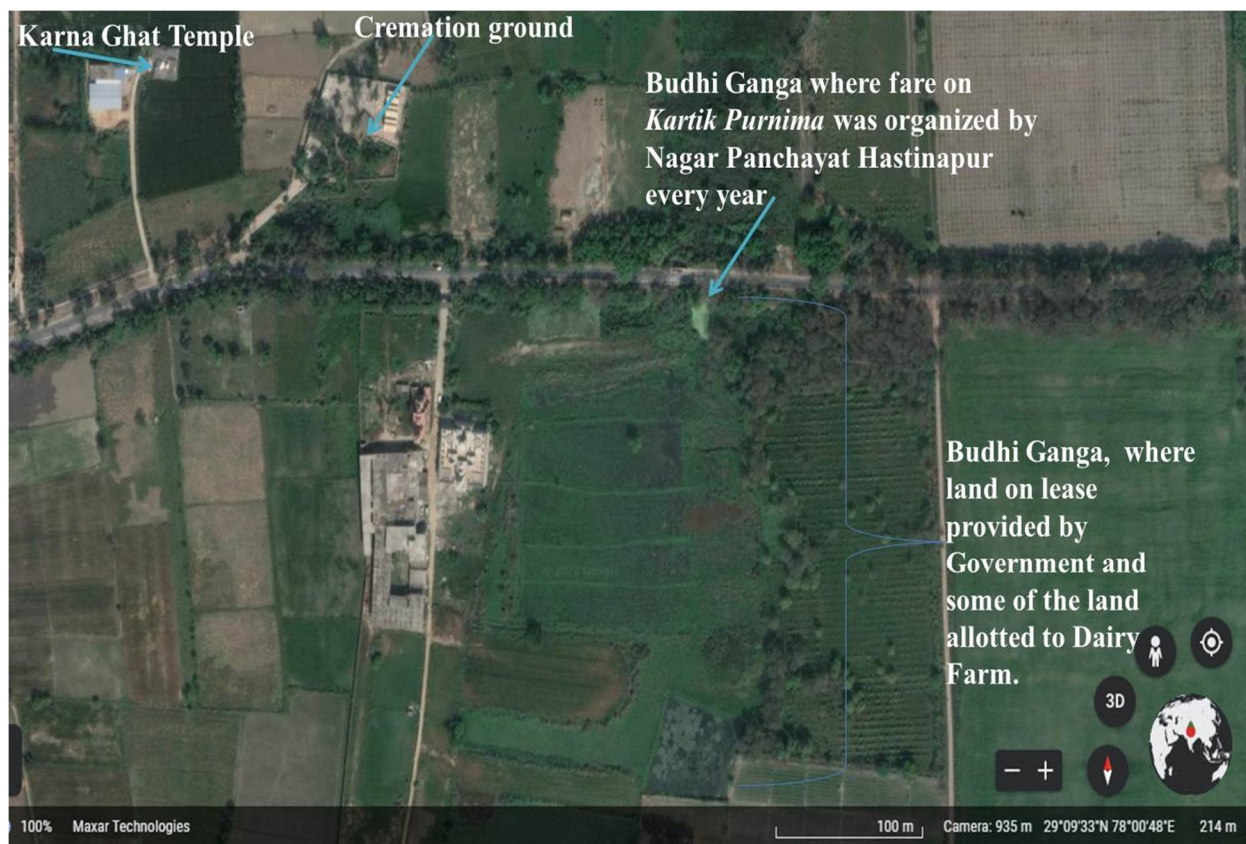 Karna Ghat Temple
Cremation ground
Budhi Ganga where fare on
Kartik Purnima was organized by
Nagar Panchayat Hastinapur
every year
Budhi Ganga, where
land on lease
provided by
Government and
some of the land
allotted to Dairy
Farm.
3D
100%
Maxar Technologies
100 m
Camera: 935 m 29°09'33"N 78°00'48"E 214 m